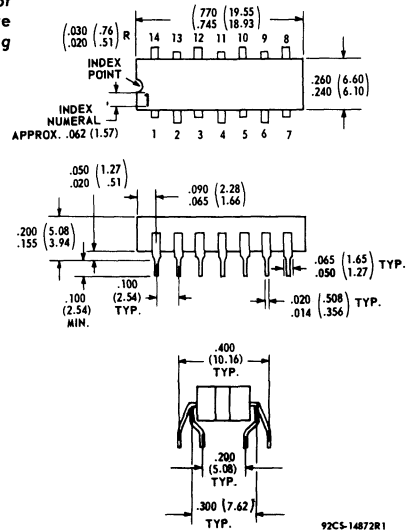 or
ve
ng
.770 (19.55)
.745 (18.93)
.030 (.76)
.020 (.51) R
14 13 12 11 10 9 8
INDEX
POINT
.260 (6.60)
.240 (6.10)
INDEX
NUMERAL
APPROX. .062 (1.57)
1 2 3 4 5 6 7
.050 (1.27)
.020 (.51)
.090 (2.28)
.065 (1.66)
.200 (5.08)
.155 (3.94)
.065 (1.65) TYP.
.050 (1.27)
.100
(2.54)
MIN.
.100
(2.54)
TYP.
.020 (.508) TYP.
.014 (.356)
.400
(10.16)
TYP.
.200
(5.08)
TYP.
.300 (7.62)
TYP.
92CS-14872R1